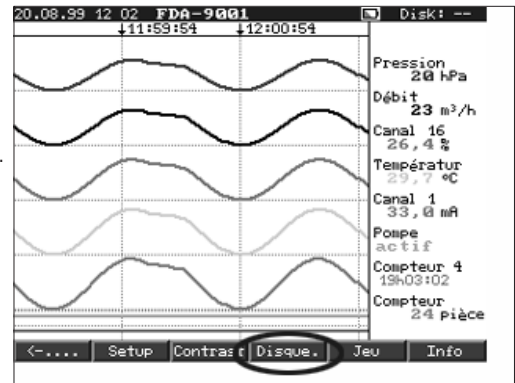 20.08.99 12 02 FDA-9001 Disk: --
11:59:54 12:00:54
Pression
20 hPa
Débit
23 m³/h
Canal 16
26,4 %
Températur
29,7 °C
Canal 1
33,0 mA
Pompe
actif
Compteur 4
19h03:02
Compteur
24 pièce
<-.... Setup Contrast Disque. Jeu Info